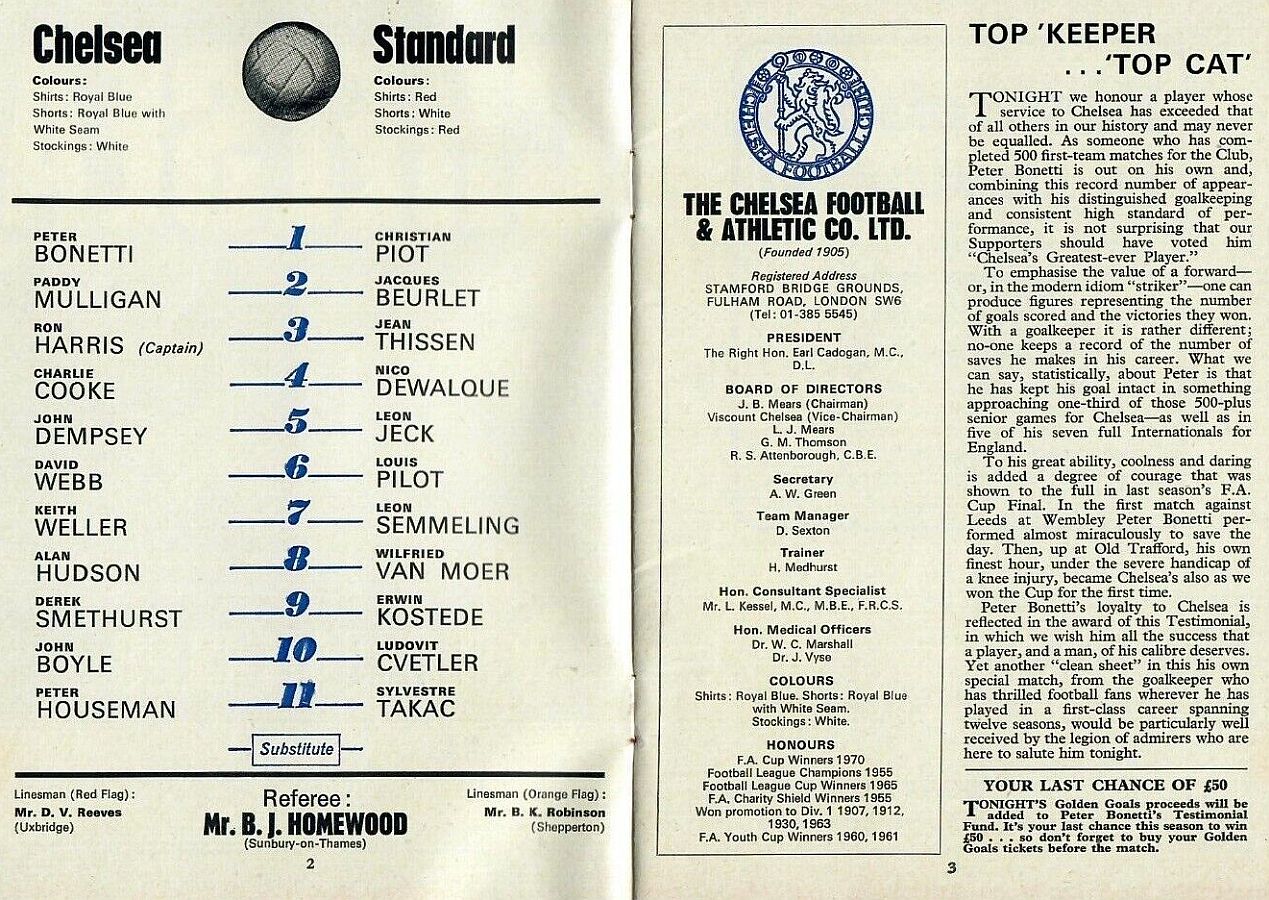 Chelsea
Colours:
Shirts: Royal Blue
Shorts: Royal Blue with
White Seam
Stockings: White
Standard
Colours:
Shirts: Red
Shorts: White
Stockings: Red
PETER
BONETTI
1
CHRISTIAN
PIOT
PADDY
MULLIGAN
2
JACQUES
BEURLET
RON
HARRIS (Captain)
3
JEAN
THISSEN
CHARLIE
COOKE
4
NICO
DEWALQUE
JOHN
DEMPSEY
5
LEON
JECK
DAVID
WEBB
6
LOUIS
PILOT
KEITH
WELLER
7
LEON
SEMMELING
ALAN
HUDSON
8
WILFRIED
VAN MOER
DEREK
SMETHURST
9
ERWIN
KOSTEDE
JOHN
BOYLE
10
LUDOVIT
CVETLER
PETER
HOUSEMAN
11
SYLVESTRE
TAKAC
Substitute
Linesman (Red Flag):
Mr. D. V. Reeves
(Uxbridge)
Referee:
Mr. B. J. HOMEWOOD
(Sunbury-on-Thames)
Linesman (Orange Flag):
Mr. B. K. Robinson
(Shepperton)
2
CHELSEA FOOTBALL CLUB
THE CHELSEA FOOTBALL
& ATHLETIC CO. LTD.
(Founded 1905)
Registered Address
STAMFORD BRIDGE GROUNDS,
FULHAM ROAD, LONDON SW6
(Tel: 01-385 5545)
PRESIDENT
The Right Hon. Earl Cadogan, M.C.,
D.L.
BOARD OF DIRECTORS
J. B. Mears (Chairman)
Viscount Chelsea (Vice-Chairman)
L. J. Mears
G. M. Thomson
R. S. Attenborough, C.B.E.
Secretary
A. W. Green
Team Manager
D. Sexton
Trainer
H. Medhurst
Hon. Consultant Specialist
Mr. L. Kessel, M.C., M.B.E., F.R.C.S.
Hon. Medical Officers
Dr. W. C. Marshall
Dr. J. Vyse
COLOURS
Shirts: Royal Blue. Shorts: Royal Blue
with White Seam.
Stockings: White.
HONOURS
F.A. Cup Winners 1970
Football League Champions 1955
Football League Cup Winners 1965
F.A. Charity Shield Winners 1955
Won promotion to Div. 1 1907, 1912,
1930, 1963
F.A. Youth Cup Winners 1960, 1961
TOP 'KEEPER
...'TOP CAT'
TONIGHT we honour a player whose
service to Chelsea has exceeded that
of all others in our history and may never
be equalled. As someone who has com-
pleted 500 first-team matches for the Club,
Peter Bonetti is out on his own and,
combining this record number of appear-
ances with his distinguished goalkeeping
and consistent high standard of per-
formance, it is not surprising that our
Supporters should have voted him
"Chelsea's Greatest-ever Player."
To emphasise the value of a forward—
or, in the modern idiom "striker"—one can
produce figures representing the number
of goals scored and the victories they won.
With a goalkeeper it is rather different;
no-one keeps a record of the number of
saves he makes in his career. What we
can say, statistically, about Peter is that
he has kept his goal intact in something
approaching one-third of those 500-plus
senior games for Chelsea—as well as in
five of his seven full Internationals for
England.
To his great ability, coolness and daring
is added a degree of courage that was
shown to the full in last season's F.A.
Cup Final. In the first match against
Leeds at Wembley Peter Bonetti per-
formed almost miraculously to save the
day. Then, up at Old Trafford, his own
finest hour, under the severe handicap of
a knee injury, became Chelsea's also as we
won the Cup for the first time.
Peter Bonetti's loyalty to Chelsea is
reflected in the award of this Testimonial,
in which we wish him all the success that
a player, and a man, of his calibre deserves.
Yet another "clean sheet" in this his own
special match, from the goalkeeper who
has thrilled football fans wherever he has
played in a first-class career spanning
twelve seasons, would be particularly well
received by the legion of admirers who are
here to salute him tonight.
YOUR LAST CHANCE OF £50
TONIGHT'S Golden Goals proceeds will be
added to Peter Bonetti's Testimonial
Fund. It's your last chance this season to win
£50 . . . so don't forget to buy your Golden
Goals tickets before the match.
3